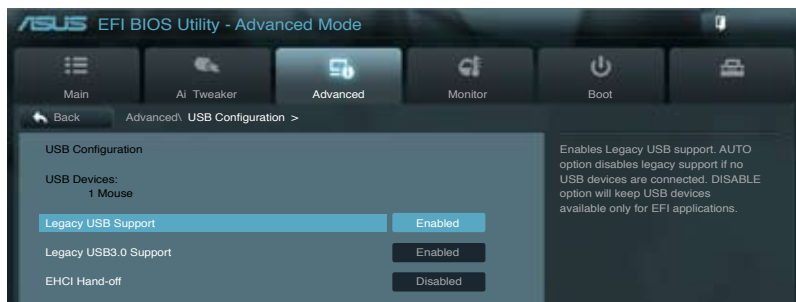 ASUS EFI BIOS Utility - Advanced Mode
Main Ai Tweaker Advanced Monitor Boot
Back Advanced\ USB Configuration >
USB Configuration
USB Devices:
1 Mouse
Legacy USB Support Enabled
Legacy USB3.0 Support Enabled
EHCI Hand-off Disabled
Enables Legacy USB support. AUTO
option disables legacy support if no
USB devices are connected. DISABLE
option will keep USB devices
available only for EFI applications.